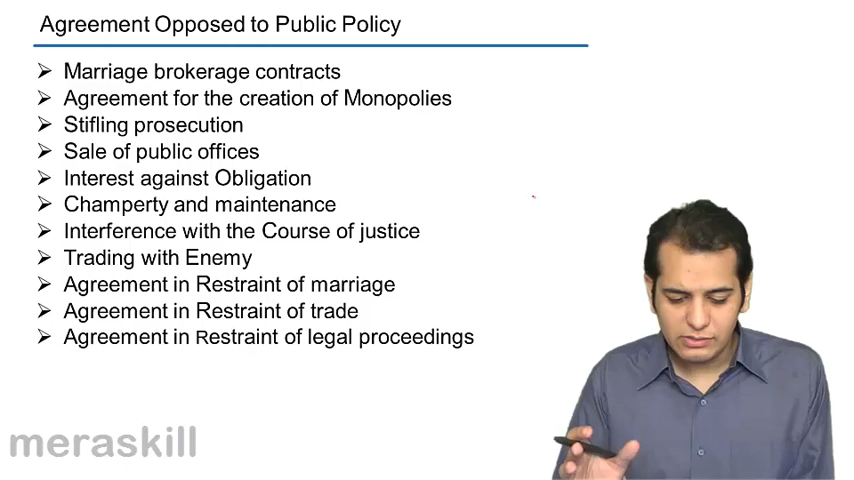 Agreement Opposed to Public Policy
Marriage brokerage contracts
Agreement for the creation of Monopolies
Stifling prosecution
Sale of public offices
Interest against Obligation
Champerty and maintenance
Interference with the Course of justice
Trading with Enemy
Agreement in Restraint of marriage
Agreement in Restraint of trade
Agreement in Restraint of legal proceedings
meraskill